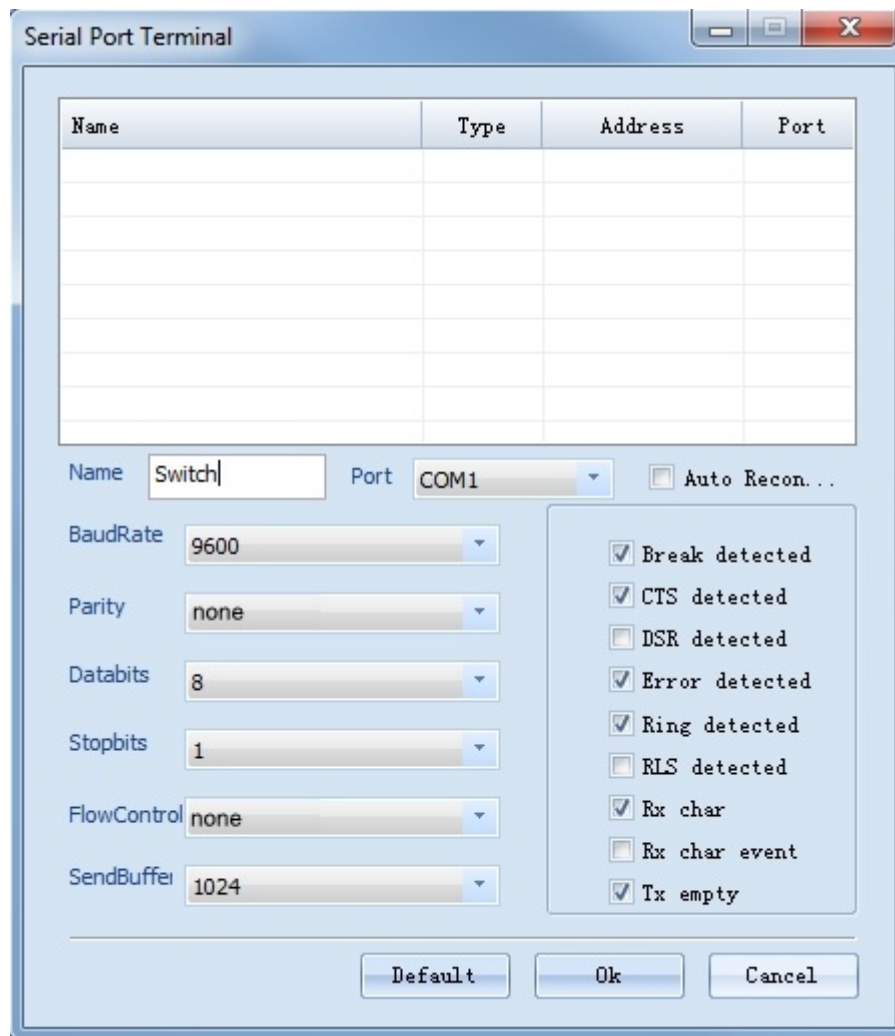 Serial Port Terminal
Name Type Address Port
Name Switch Port COM1 Auto Recon...
BaudRate 9600
Parity none
Databits 8
Stopbits 1
FlowControl none
SendBuffer 1024
Break detected
CTS detected
DSR detected
Error detected
Ring detected
RLS detected
Rx char
Rx char event
Tx empty
Default Ok Cancel